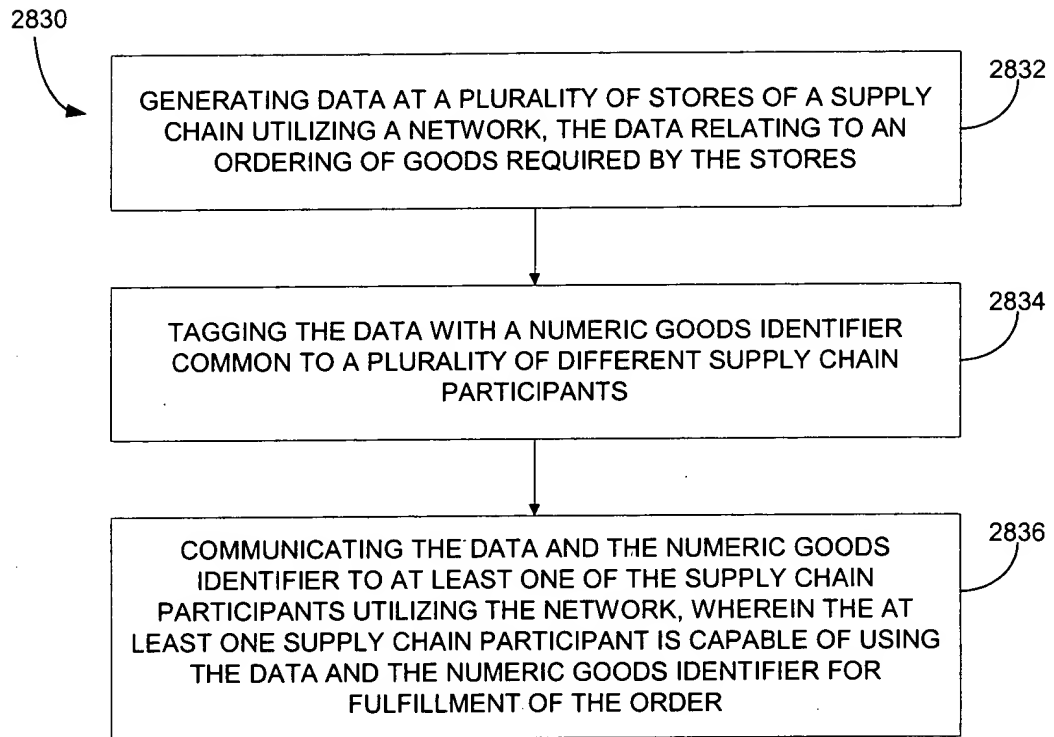 2830
2832
GENERATING DATA AT A PLURALITY OF STORES OF A SUPPLY
CHAIN UTILIZING A NETWORK, THE DATA RELATING TO AN
ORDERING OF GOODS REQUIRED BY THE STORES
2834
TAGGING THE DATA WITH A NUMERIC GOODS IDENTIFIER
COMMON TO A PLURALITY OF DIFFERENT SUPPLY CHAIN
PARTICIPANTS
2836
COMMUNICATING THE DATA AND THE NUMERIC GOODS
IDENTIFIER TO AT LEAST ONE OF THE SUPPLY CHAIN
PARTICIPANTS UTILIZING THE NETWORK, WHEREIN THE AT
LEAST ONE SUPPLY CHAIN PARTICIPANT IS CAPABLE OF USING
THE DATA AND THE NUMERIC GOODS IDENTIFIER FOR
FULFILLMENT OF THE ORDER